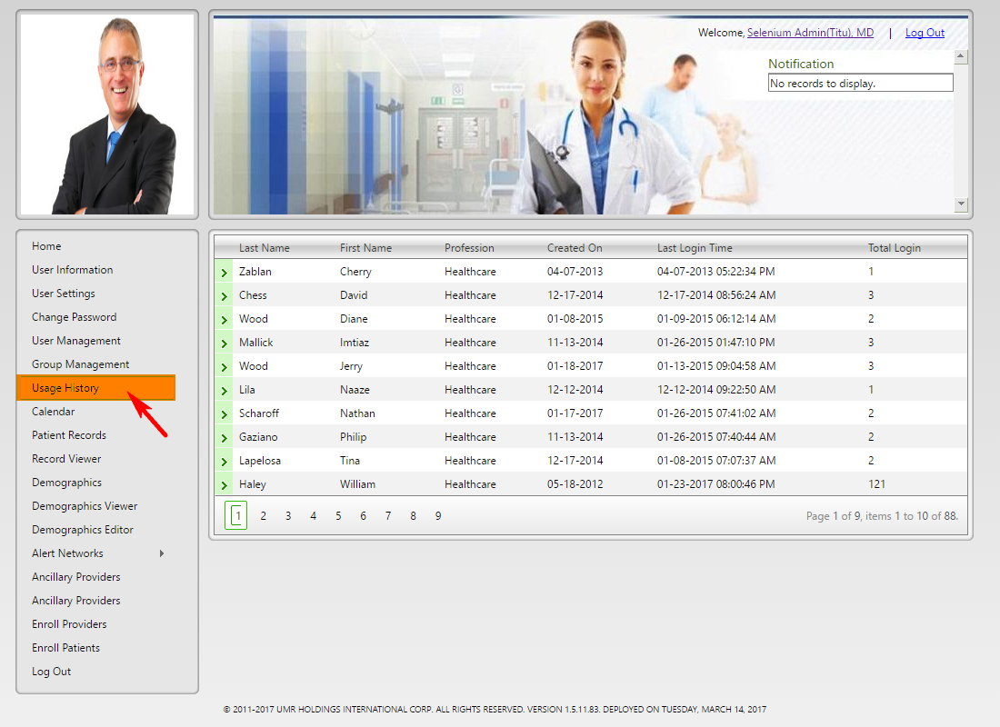 Welcome, Selenium Admin(Titu), MD | Log Out
Notification
No records to display.
Home
User Information
User Settings
Change Password
User Management
Group Management
Usage History
Calendar
Patient Records
Record Viewer
Demographics
Demographics Viewer
Demographics Editor
Alert Networks
Ancillary Providers
Ancillary Providers
Enroll Providers
Enroll Patients
Log Out
Last Name First Name Profession Created On Last Login Time Total Login
Zablan Cherry Healthcare 04-07-2013 04-07-2013 05:22:34 PM 1
Chess David Healthcare 12-17-2014 12-17-2014 08:56:24 AM 3
Wood Diane Healthcare 01-08-2015 01-09-2015 06:12:14 AM 2
Mallick Imtiaz Healthcare 11-13-2014 01-26-2015 01:47:10 PM 3
Wood Jerry Healthcare 01-18-2017 01-13-2015 09:04:58 AM 3
Lila Naaze Healthcare 12-12-2014 12-12-2014 09:22:50 AM 1
Scharoff Nathan Healthcare 01-17-2017 01-26-2015 07:41:02 AM 2
Gaziano Philip Healthcare 11-13-2014 01-26-2015 07:40:44 AM 2
Lapelosa Tina Healthcare 12-17-2014 01-08-2015 07:07:37 AM 2
Haley William Healthcare 05-18-2012 01-23-2017 08:00:46 PM 121
1 2 3 4 5 6 7 8 9 Page 1 of 9, items 1 to 10 of 88.
© 2011-2017 UMR HOLDINGS INTERNATIONAL CORP. ALL RIGHTS RESERVED. VERSION 1.5.11.83. DEPLOYED ON TUESDAY, MARCH 14, 2017